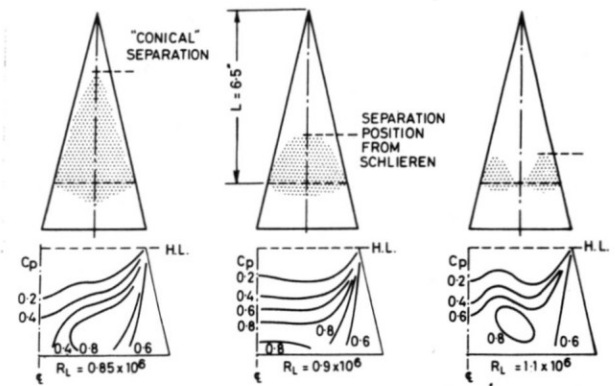 "CONICAL"
SEPARATION
L = 6.5"
SEPARATION
POSITION
FROM
SCHLIEREN
H.L.
Cp
0.2
0.4
0.4
0.8
0.6
R_L = 0.85 x 10^6
℄
H.L.
Cp
0.2
0.4
0.6
0.8
0.8
0.8
0.6
R_L = 0.9 x 10^6
℄
H.L.
Cp
0.2
0.4
0.6
0.8
0.6
R_L = 1.1 x 10^6
℄